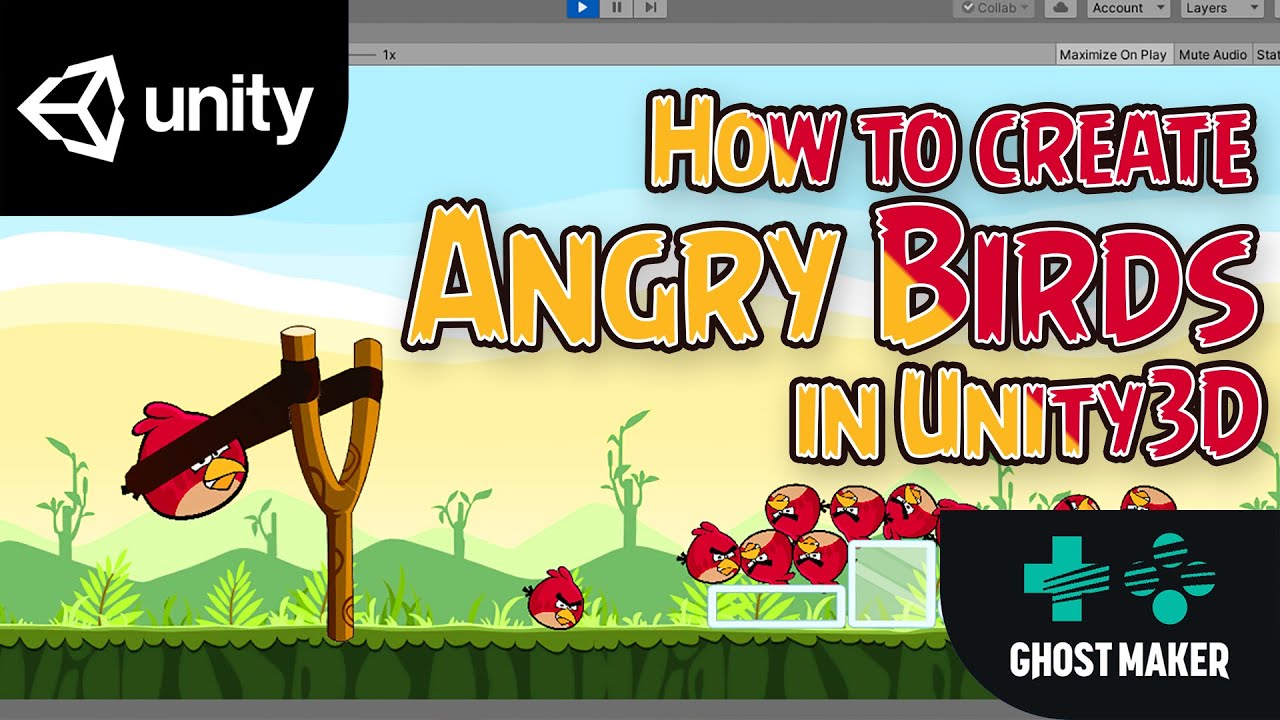 Collab
Account
Layers
1x
Maximize On Play
Mute Audio
Stat
unity
How to create
Angry Birds
in Unity3D
GHOST MAKER